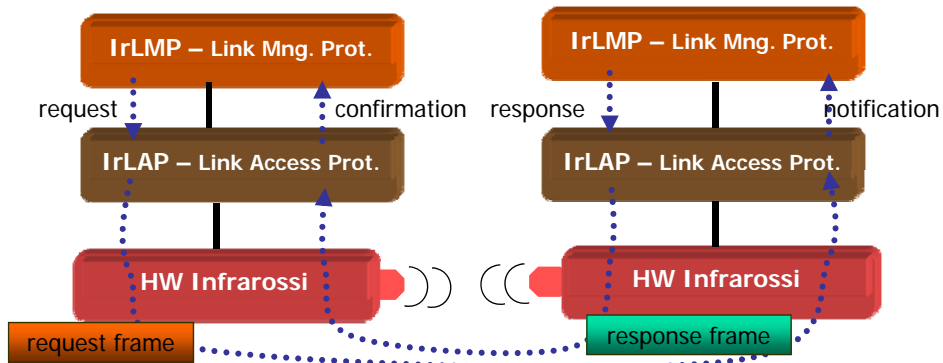 IrLMP – Link Mng. Prot.
IrLMP – Link Mng. Prot.
request
confirmation
response
notification
IrLAP – Link Access Prot.
IrLAP – Link Access Prot.
HW Infrarossi
HW Infrarossi
request frame
response frame